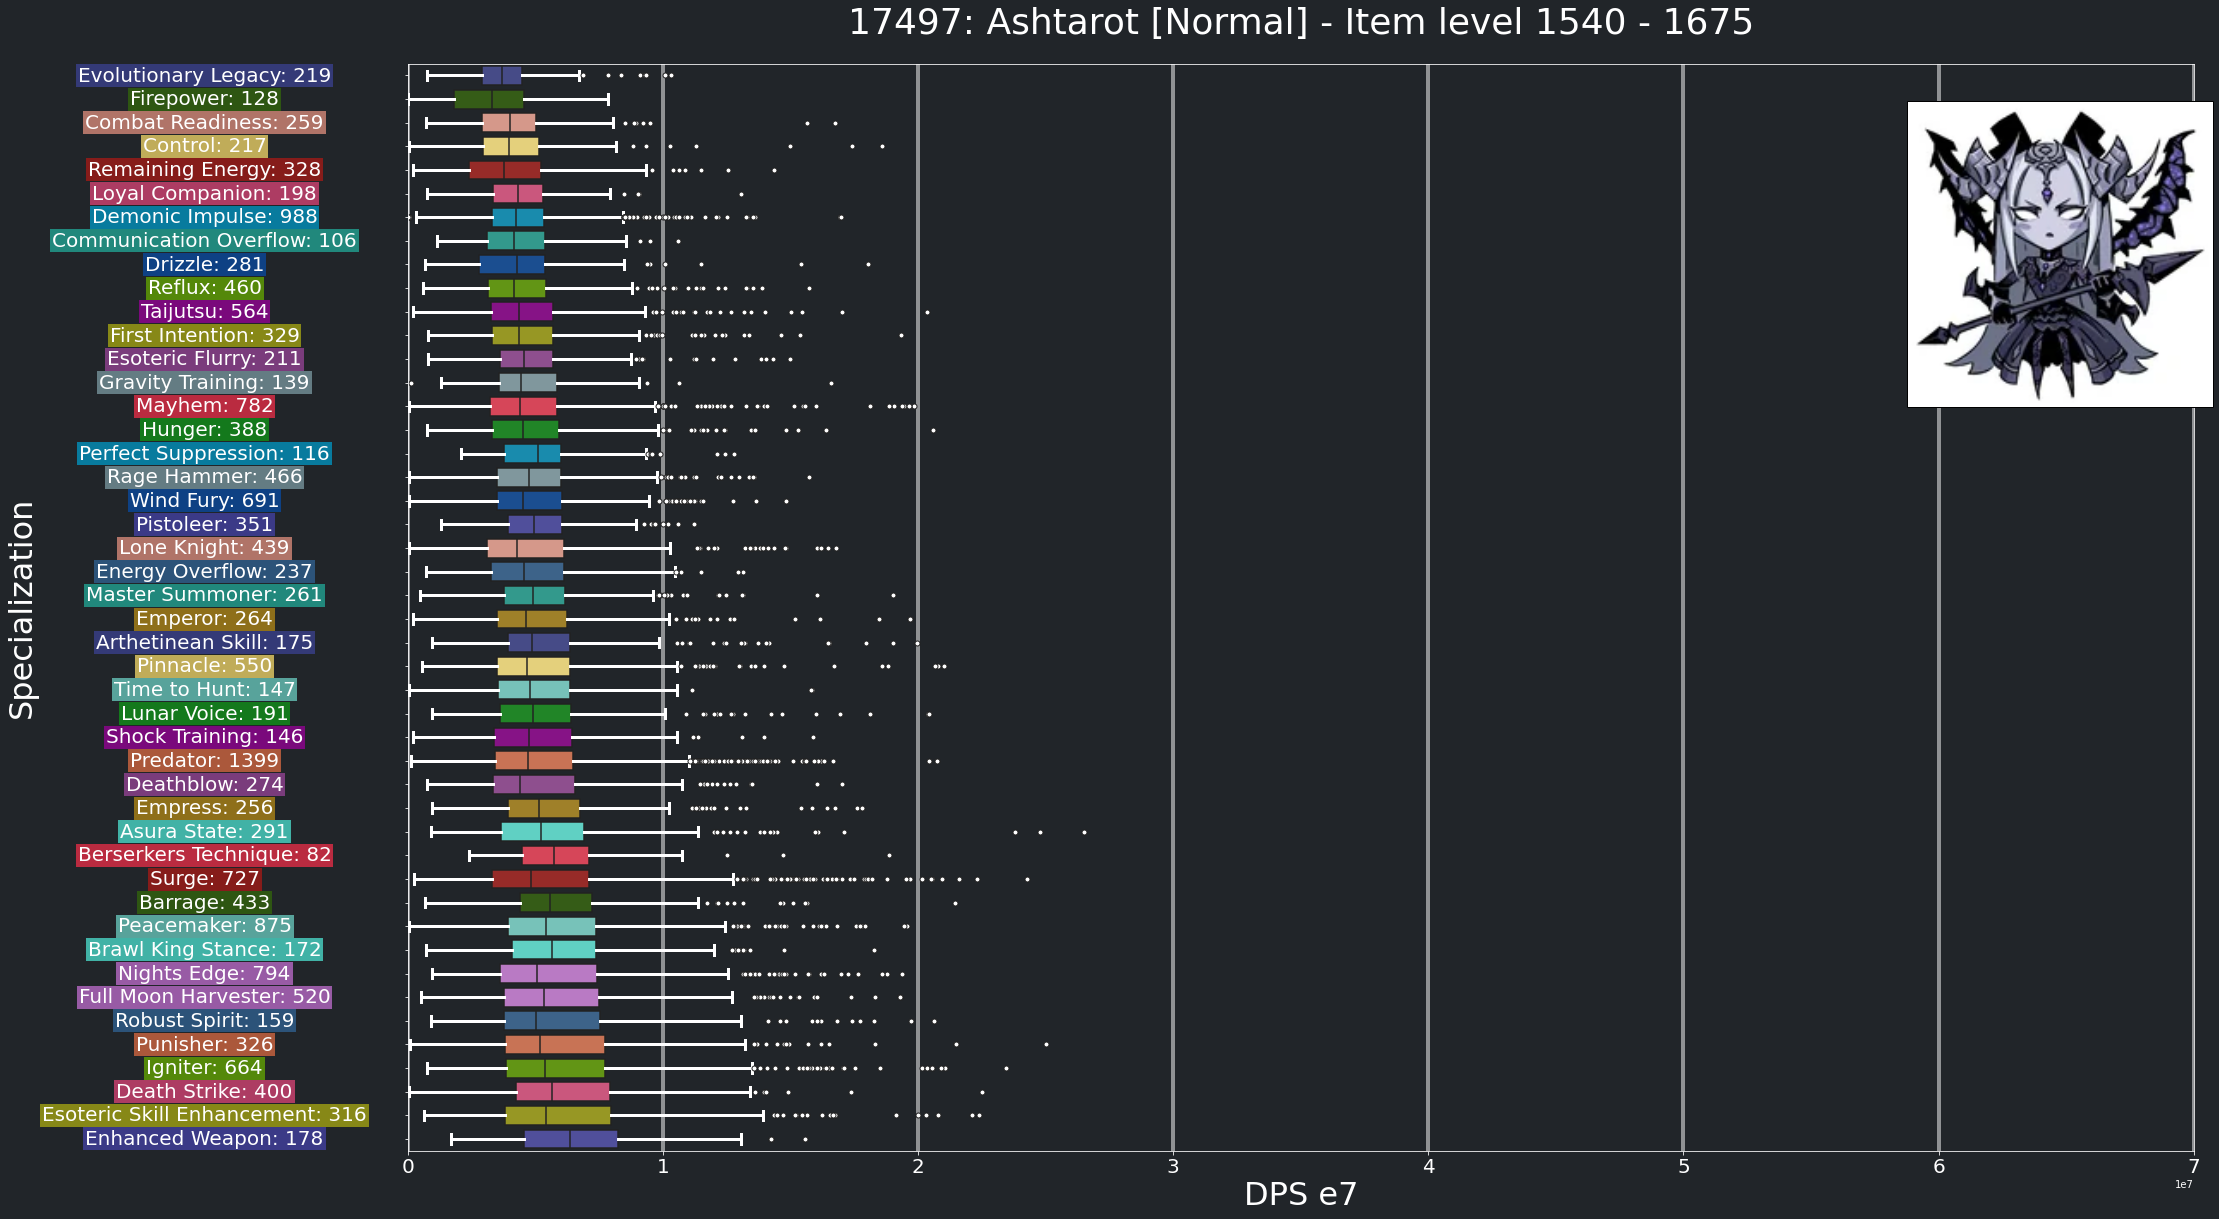 17497: Ashtarot [Normal] - Item level 1540 - 1675
Specialization
Evolutionary Legacy: 219
Firepower: 128
Combat Readiness: 259
Control: 217
Remaining Energy: 328
Loyal Companion: 198
Demonic Impulse: 988
Communication Overflow: 106
Drizzle: 281
Reflux: 460
Taijutsu: 564
First Intention: 329
Esoteric Flurry: 211
Gravity Training: 139
Mayhem: 782
Hunger: 388
Perfect Suppression: 116
Rage Hammer: 466
Wind Fury: 691
Pistoleer: 351
Lone Knight: 439
Energy Overflow: 237
Master Summoner: 261
Emperor: 264
Arthetinean Skill: 175
Pinnacle: 550
Time to Hunt: 147
Lunar Voice: 191
Shock Training: 146
Predator: 1399
Deathblow: 274
Empress: 256
Asura State: 291
Berserkers Technique: 82
Surge: 727
Barrage: 433
Peacemaker: 875
Brawl King Stance: 172
Nights Edge: 794
Full Moon Harvester: 520
Robust Spirit: 159
Punisher: 326
Igniter: 664
Death Strike: 400
Esoteric Skill Enhancement: 316
Enhanced Weapon: 178
0 1 2 3 4 5 6 7
1e7
DPS e7